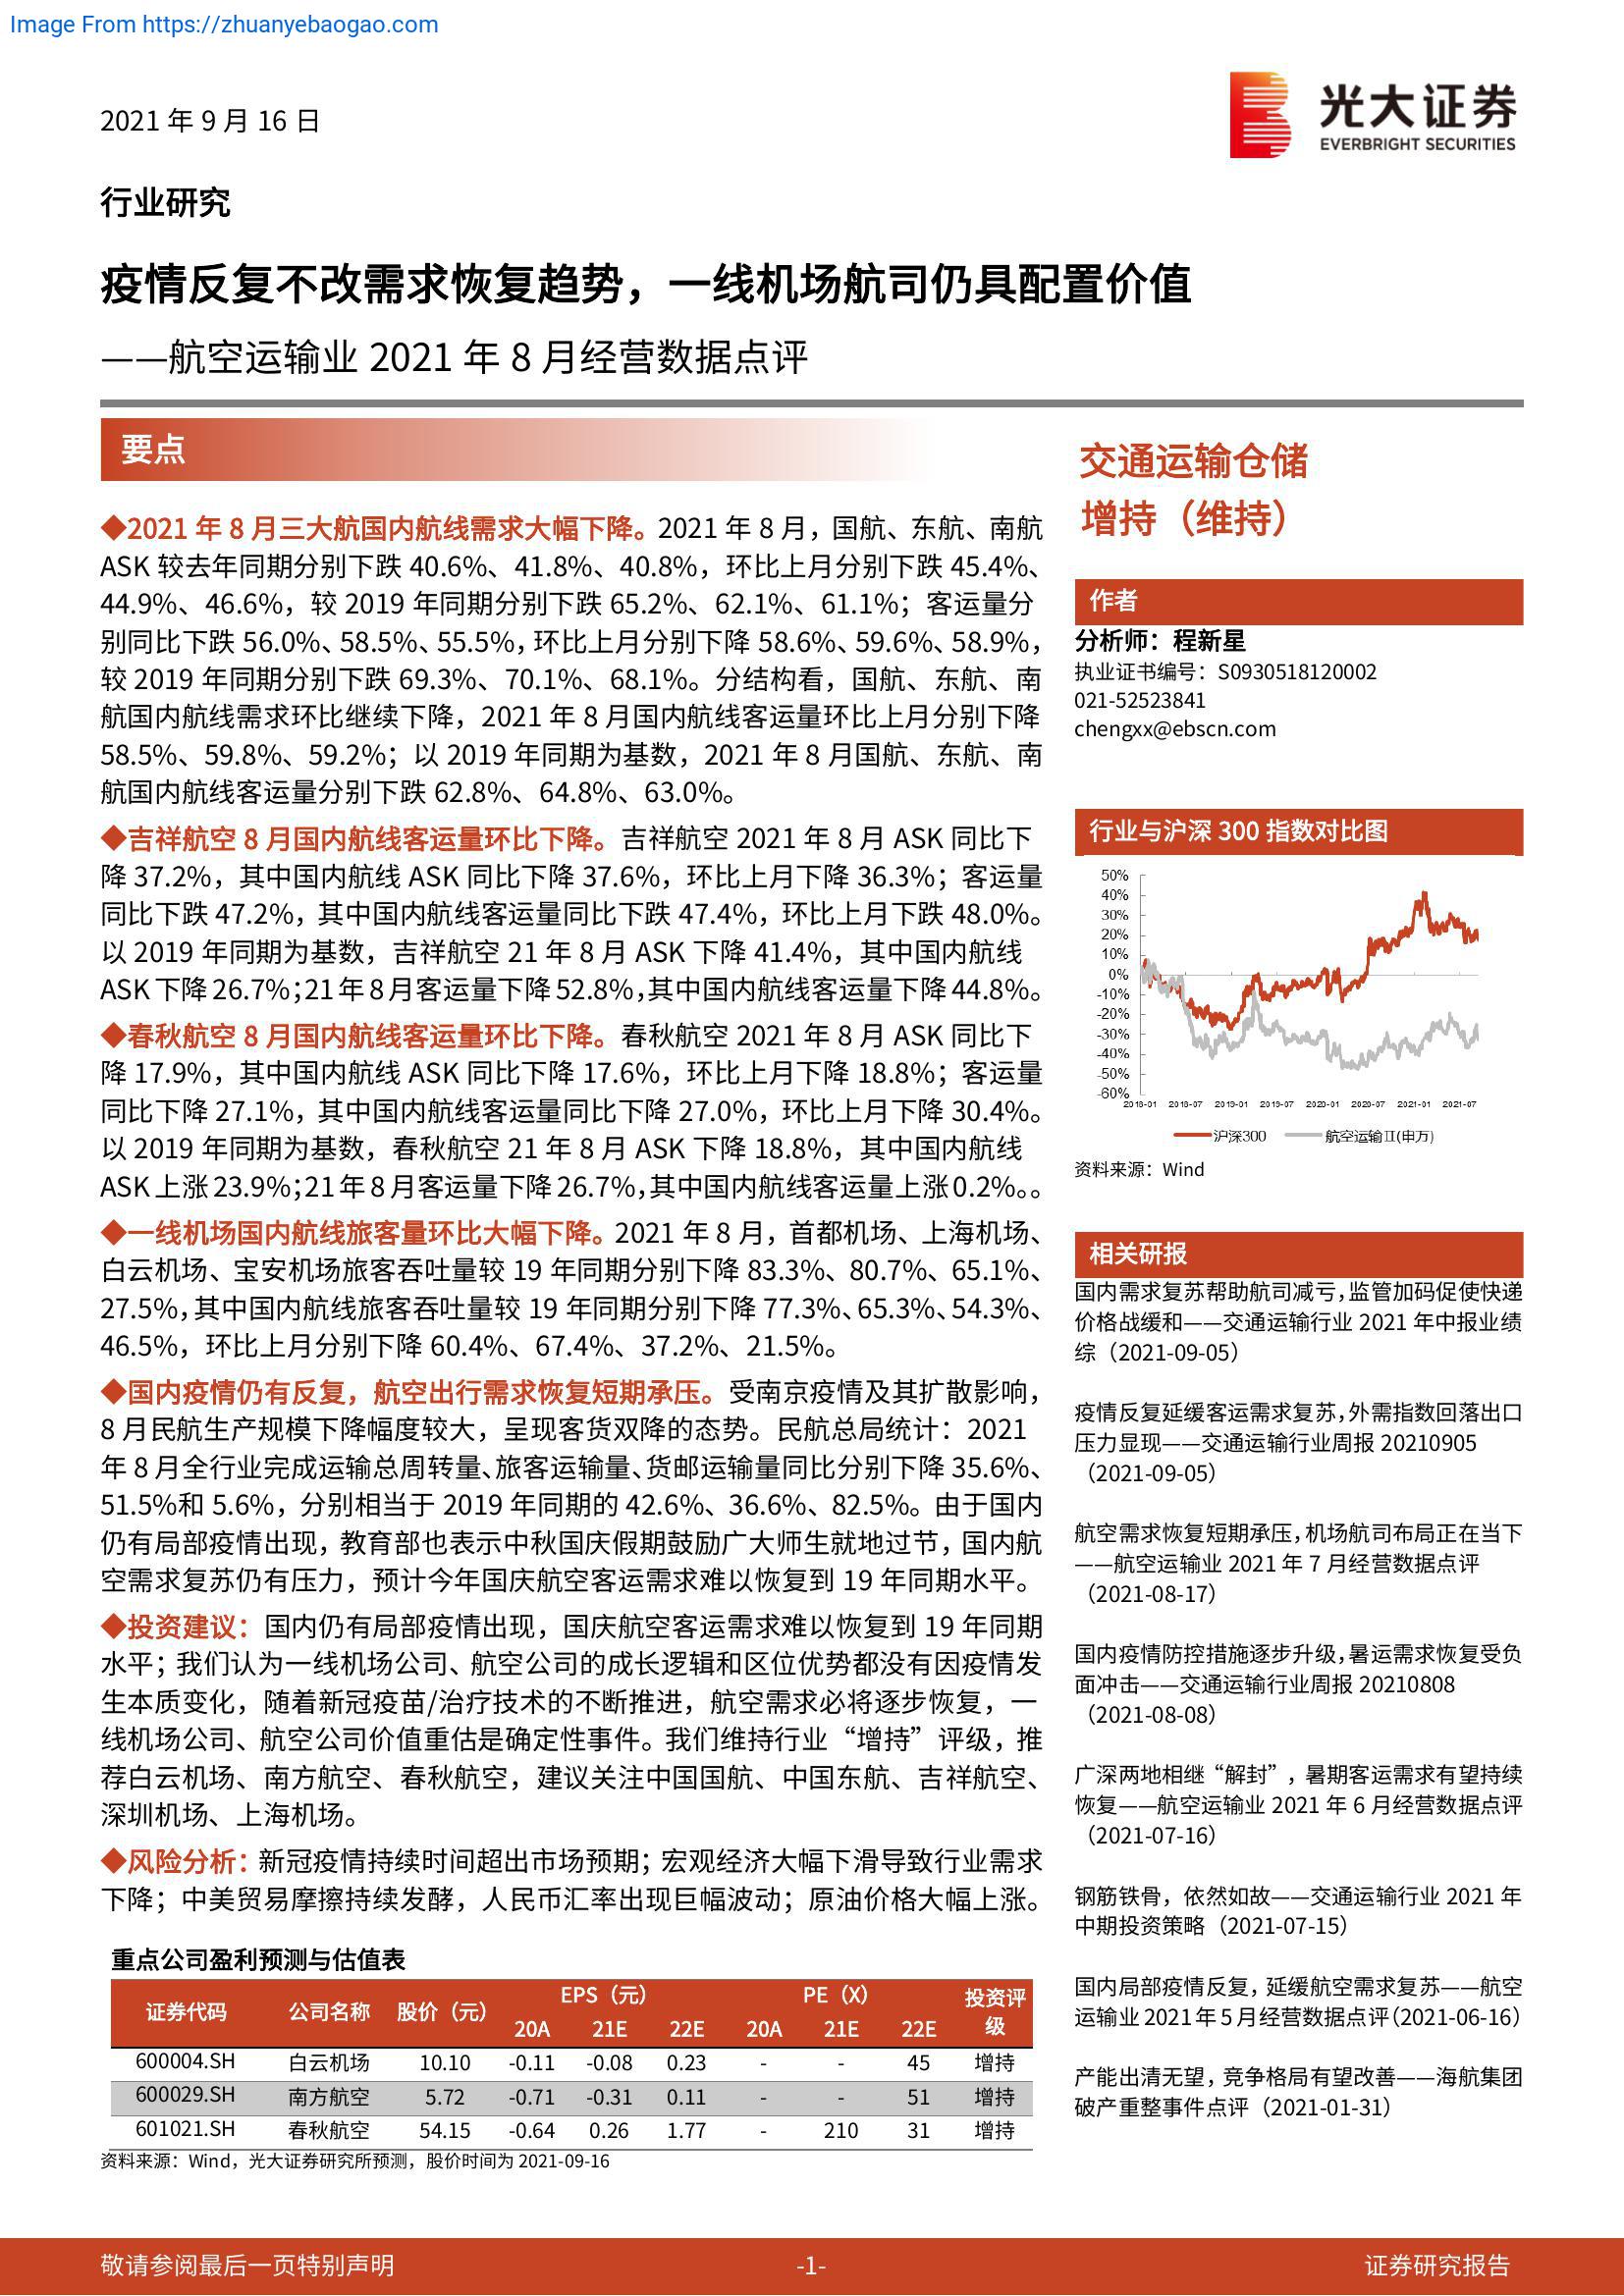 Image From https://zhuanyebaogao.com
2021 年 9 月 16 日
光大证券
EVERBRIGHT SECURITIES
行业研究
疫情反复不改需求恢复趋势，一线机场航司仍具配置价值
——航空运输业 2021 年 8 月经营数据点评
要点
◆2021 年 8 月三大航国内航线需求大幅下降。2021 年 8 月，国航、东航、南航
ASK 较去年同期分别下跌 40.6%、41.8%、40.8%，环比上月分别下跌 45.4%、
44.9%、46.6%，较 2019 年同期分别下跌 65.2%、62.1%、61.1%；客运量分
别同比下跌 56.0%、58.5%、55.5%，环比上月分别下降 58.6%、59.6%、58.9%，
较 2019 年同期分别下跌 69.3%、70.1%、68.1%。分结构看，国航、东航、南
航国内航线需求环比继续下降，2021 年 8 月国内航线客运量环比上月分别下降
58.5%、59.8%、59.2%；以 2019 年同期为基数，2021 年 8 月国航、东航、南
航国内航线客运量分别下跌 62.8%、64.8%、63.0%。
◆吉祥航空 8 月国内航线客运量环比下降。吉祥航空 2021 年 8 月 ASK 同比下
降 37.2%，其中国内航线 ASK 同比下降 37.6%，环比上月下降 36.3%；客运量
同比下跌 47.2%，其中国内航线客运量同比下跌 47.4%，环比上月下跌 48.0%。
以 2019 年同期为基数，吉祥航空 21 年 8 月 ASK 下降 41.4%，其中国内航线
ASK 下降 26.7%；21 年 8 月客运量下降 52.8%，其中国内航线客运量下降 44.8%。
◆春秋航空 8 月国内航线客运量环比下降。春秋航空 2021 年 8 月 ASK 同比下
降 17.9%，其中国内航线 ASK 同比下降 17.6%，环比上月下降 18.8%；客运量
同比下降 27.1%，其中国内航线客运量同比下降 27.0%，环比上月下降 30.4%。
以 2019 年同期为基数，春秋航空 21 年 8 月 ASK 下降 18.8%，其中国内航线
ASK 上涨 23.9%；21 年 8 月客运量下降 26.7%，其中国内航线客运量上涨 0.2%。。
◆一线机场国内航线旅客量环比大幅下降。2021 年 8 月，首都机场、上海机场、
白云机场、宝安机场旅客吞吐量较 19 年同期分别下降 83.3%、80.7%、65.1%、
27.5%，其中国内航线旅客吞吐量较 19 年同期分别下降 77.3%、65.3%、54.3%、
46.5%，环比上月分别下降 60.4%、67.4%、37.2%、21.5%。
◆国内疫情仍有反复，航空出行需求恢复短期承压。受南京疫情及其扩散影响，
8 月民航生产规模下降幅度较大，呈现客货双降的态势。民航总局统计：2021
年 8 月全行业完成运输总周转量、旅客运输量、货邮运输量同比分别下降 35.6%、
51.5%和 5.6%，分别相当于 2019 年同期的 42.6%、36.6%、82.5%。由于国内
仍有局部疫情出现，教育部也表示中秋国庆假期鼓励广大师生就地过节，国内航
空需求复苏仍有压力，预计今年国庆航空客运需求难以恢复到 19 年同期水平。
◆投资建议：国内仍有局部疫情出现，国庆航空客运需求难以恢复到 19 年同期
水平；我们认为一线机场公司、航空公司的成长逻辑和区位优势都没有因疫情发
生本质变化，随着新冠疫苗/治疗技术的不断推进，航空需求必将逐步恢复，一
线机场公司、航空公司价值重估是确定性事件。我们维持行业“增持”评级，推
荐白云机场、南方航空、春秋航空，建议关注中国国航、中国东航、吉祥航空、
深圳机场、上海机场。
◆风险分析：新冠疫情持续时间超出市场预期；宏观经济大幅下滑导致行业需求
下降；中美贸易摩擦持续发酵，人民币汇率出现巨幅波动；原油价格大幅上涨。
重点公司盈利预测与估值表
证券代码 公司名称 股价（元） EPS（元） PE（X） 投资评级
20A 21E 22E 20A 21E 22E
600004.SH 白云机场 10.10 -0.11 -0.08 0.23 - - 45 增持
600029.SH 南方航空 5.72 -0.71 -0.31 0.11 - - 51 增持
601021.SH 春秋航空 54.15 -0.64 0.26 1.77 - 210 31 增持
资料来源：Wind，光大证券研究所预测，股价时间为 2021-09-16
交通运输仓储
增持（维持）
作者
分析师：程新星
执业证书编号：S0930518120002
021-52523841
chengxx@ebscn.com
行业与沪深 300 指数对比图
50%
40%
30%
20%
10%
0%
-10%
-20%
-30%
-40%
-50%
-60%
2018-01 2018-07 2019-01 2019-07 2020-01 2020-07 2021-01 2021-07
沪深300 航空运输Ⅱ(申万)
资料来源：Wind
相关研报
国内需求复苏帮助航司减亏，监管加码促使快递
价格战缓和——交通运输行业 2021 年中报业绩
综（2021-09-05）
疫情反复延缓客运需求复苏，外需指数回落出口
压力显现——交通运输行业周报 20210905
（2021-09-05）
航空需求恢复短期承压，机场航司布局正在当下
——航空运输业 2021 年 7 月经营数据点评
（2021-08-17）
国内疫情防控措施逐步升级，暑运需求恢复受负
面冲击——交通运输行业周报 20210808
（2021-08-08）
广深两地相继“解封”，暑期客运需求有望持续
恢复——航空运输业 2021 年 6 月经营数据点评
（2021-07-16）
钢筋铁骨，依然如故——交通运输行业 2021 年
中期投资策略（2021-07-15）
国内局部疫情反复，延缓航空需求复苏——航空
运输业 2021 年 5 月经营数据点评（2021-06-16）
产能出清无望，竞争格局有望改善——海航集团
破产重整事件点评（2021-01-31）
敬请参阅最后一页特别声明 -1- 证券研究报告